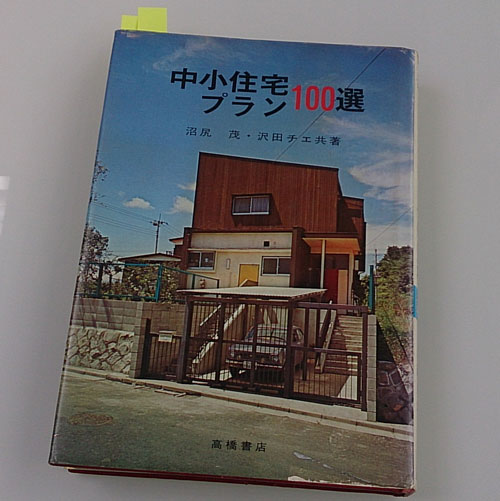 中小住宅
プラン100選
沼尻 茂・沢田チエ共著
高橋書店